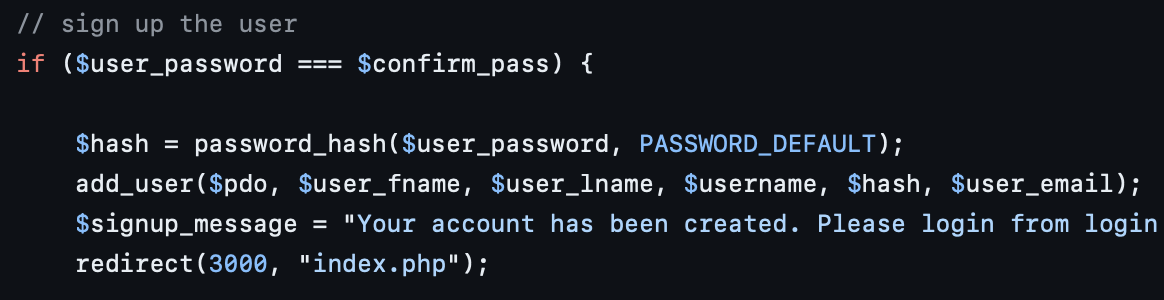 // sign up the user
if ($user_password === $confirm_pass) {
$hash = password_hash($user_password, PASSWORD_DEFAULT);
add_user($pdo, $user_fname, $user_lname, $username, $hash, $user_email);
$signup_message = "Your account has been created. Please login from login
redirect(3000, "index.php");